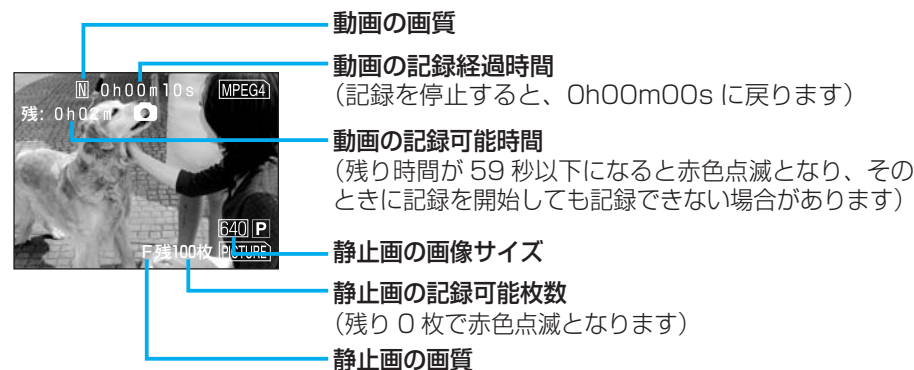 動画の画質
動画の記録経過時間
（記録を停止すると、0h00m00s に戻ります）
N 0h00m10s MPEG4
残: 0h02m
動画の記録可能時間
（残り時間が 59 秒以下になると赤色点滅となり、その
ときに記録を開始しても記録できない場合があります）
640 P
F残100枚 PICTURE
静止画の画像サイズ
静止画の記録可能枚数
（残り 0 枚で赤色点滅となります）
静止画の画質